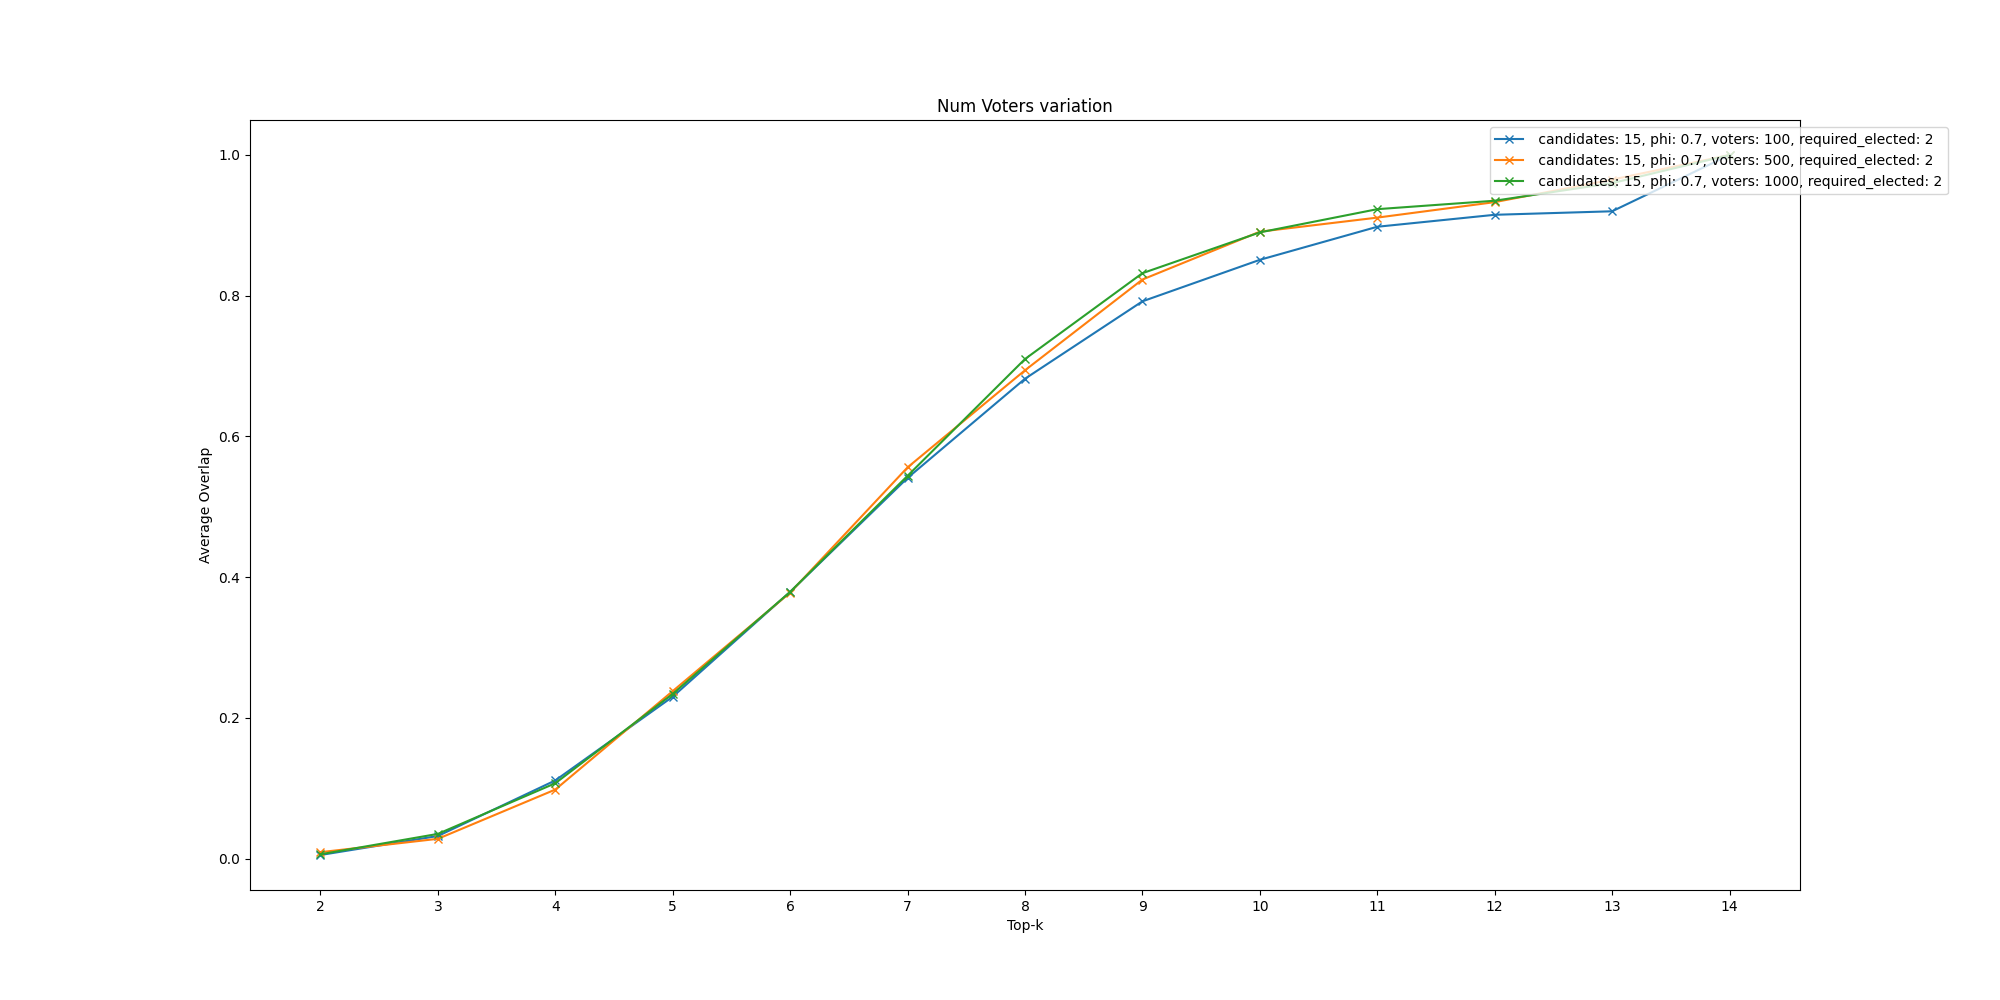 Num Voters variation
candidates: 15, phi: 0.7, voters: 100, required_elected: 2
candidates: 15, phi: 0.7, voters: 500, required_elected: 2
candidates: 15, phi: 0.7, voters: 1000, required_elected: 2
1.0
0.8
0.6
0.4
0.2
0.0
Average Overlap
2 3 4 5 6 7 8 9 10 11 12 13 14
Top-k